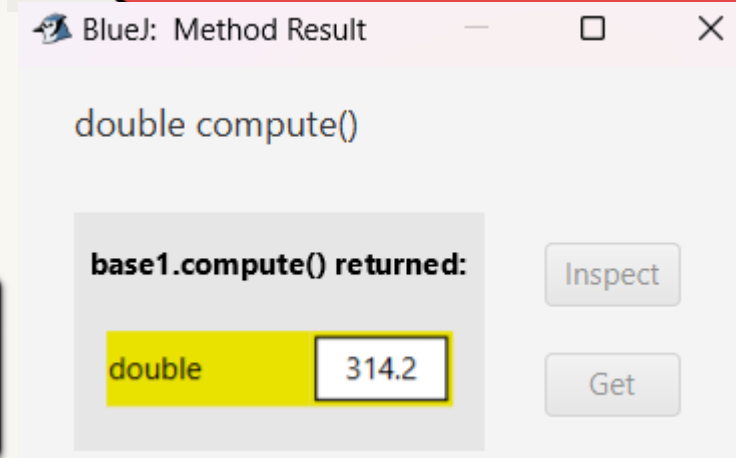 BlueJ: Method Result
double compute()
base1.compute() returned:
Inspect
double 314.2
Get